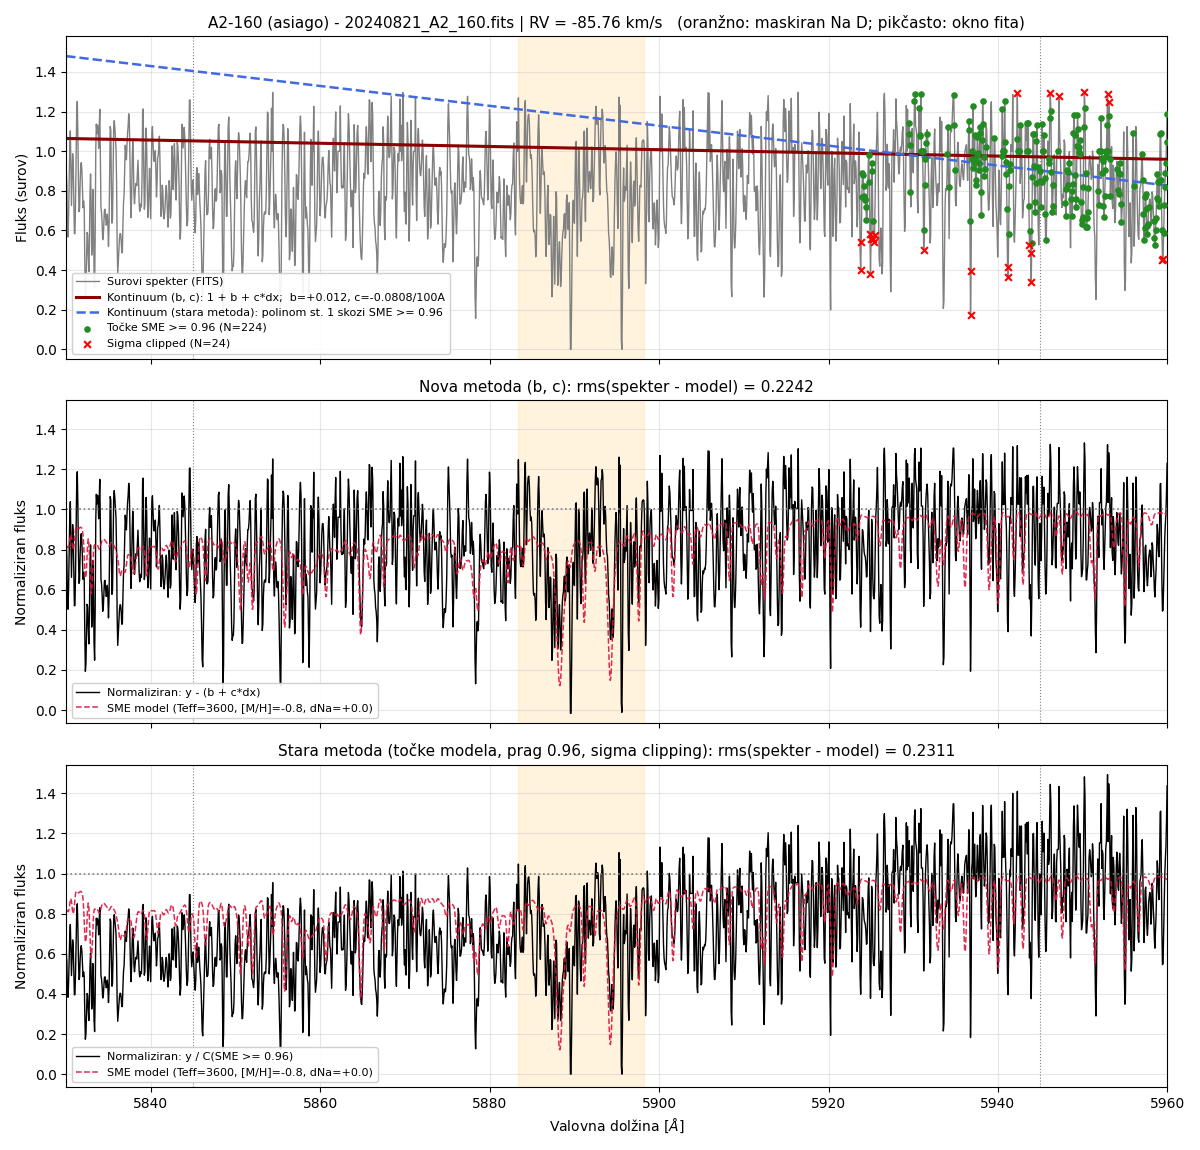 A2-160 (asiago) - 20240821_A2_160.fits | RV = -85.76 km/s   (oranžno: maskiran Na D; pikčasto: okno fita)
Fluks (surov)
1.4
1.2
1.0
0.8
0.6
0.4
0.2
0.0
Surovi spekter (FITS)
Kontinuum (b, c): 1 + b + c*dx;  b=+0.012, c=-0.0808/100A
Kontinuum (stara metoda): polinom st. 1 skozi SME >= 0.96
Točke SME >= 0.96 (N=224)
Sigma clipped (N=24)
Nova metoda (b, c): rms(spekter - model) = 0.2242
Normaliziran fluks
1.4
1.2
1.0
0.8
0.6
0.4
0.2
0.0
Normaliziran: y - (b + c*dx)
SME model (Teff=3600, [M/H]=-0.8, dNa=+0.0)
Stara metoda (točke modela, prag 0.96, sigma clipping): rms(spekter - model) = 0.2311
Normaliziran fluks
1.4
1.2
1.0
0.8
0.6
0.4
0.2
0.0
Normaliziran: y / C(SME >= 0.96)
SME model (Teff=3600, [M/H]=-0.8, dNa=+0.0)
5840 5860 5880 5900 5920 5940 5960
Valovna dolžina [Å]